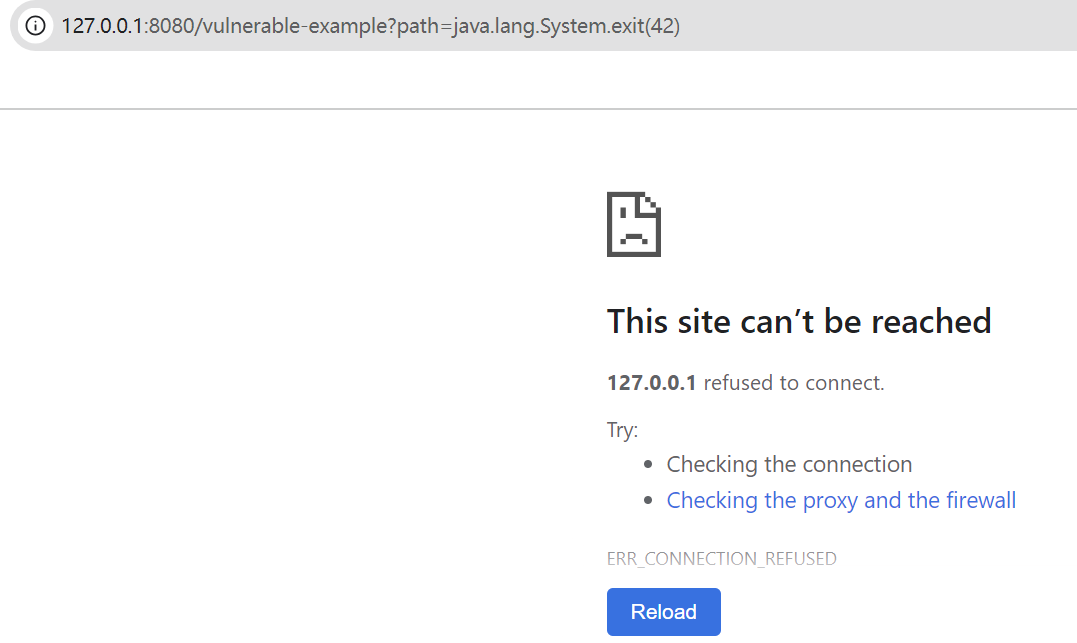 127.0.0.1:8080/vulnerable-example?path=java.lang.System.exit(42)
This site can’t be reached
127.0.0.1 refused to connect.
Try:
• Checking the connection
• Checking the proxy and the firewall
ERR_CONNECTION_REFUSED
Reload